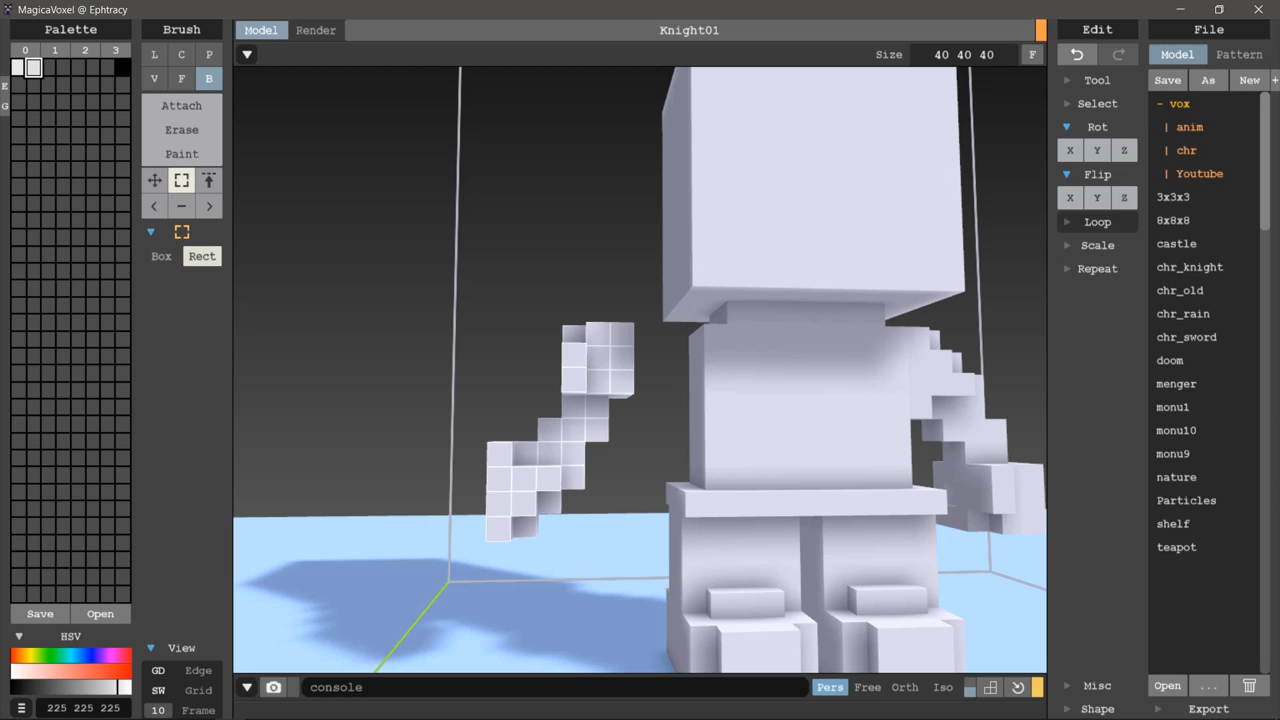 MagicaVoxel @ Ephtracy
Palette
Brush
Model Render Knight01
Edit
File
0 1 2 3
L C P
Size 40 40 40 F
Model Pattern
V F B
Tool
Save As New +
E
G
Attach
Select
- vox
Erase
Rot
| anim
Paint
X Y Z
| chr
Flip
| Youtube
X Y Z
3x3x3
Loop
8x8x8
Scale
castle
Box Rect
Repeat
chr_knight
chr_old
chr_rain
chr_sword
doom
menger
monu1
monu10
monu9
nature
Particles
shelf
teapot
Save Open
HSV
View
GD Edge
SW Grid
10 Frame
225 225 225
console
Pers Free Orth Iso
Misc
Open ...
Shape
Export